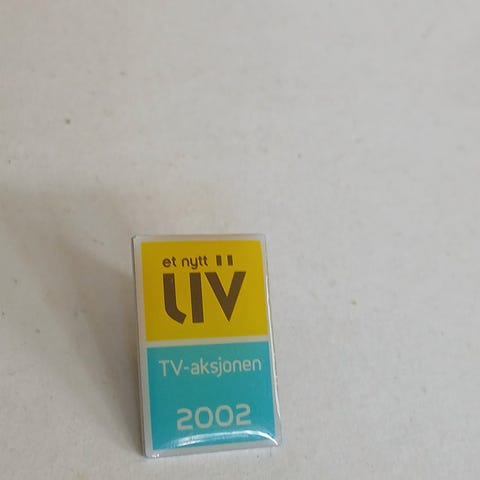 et nytt
LIV
TV-aksjonen
2002